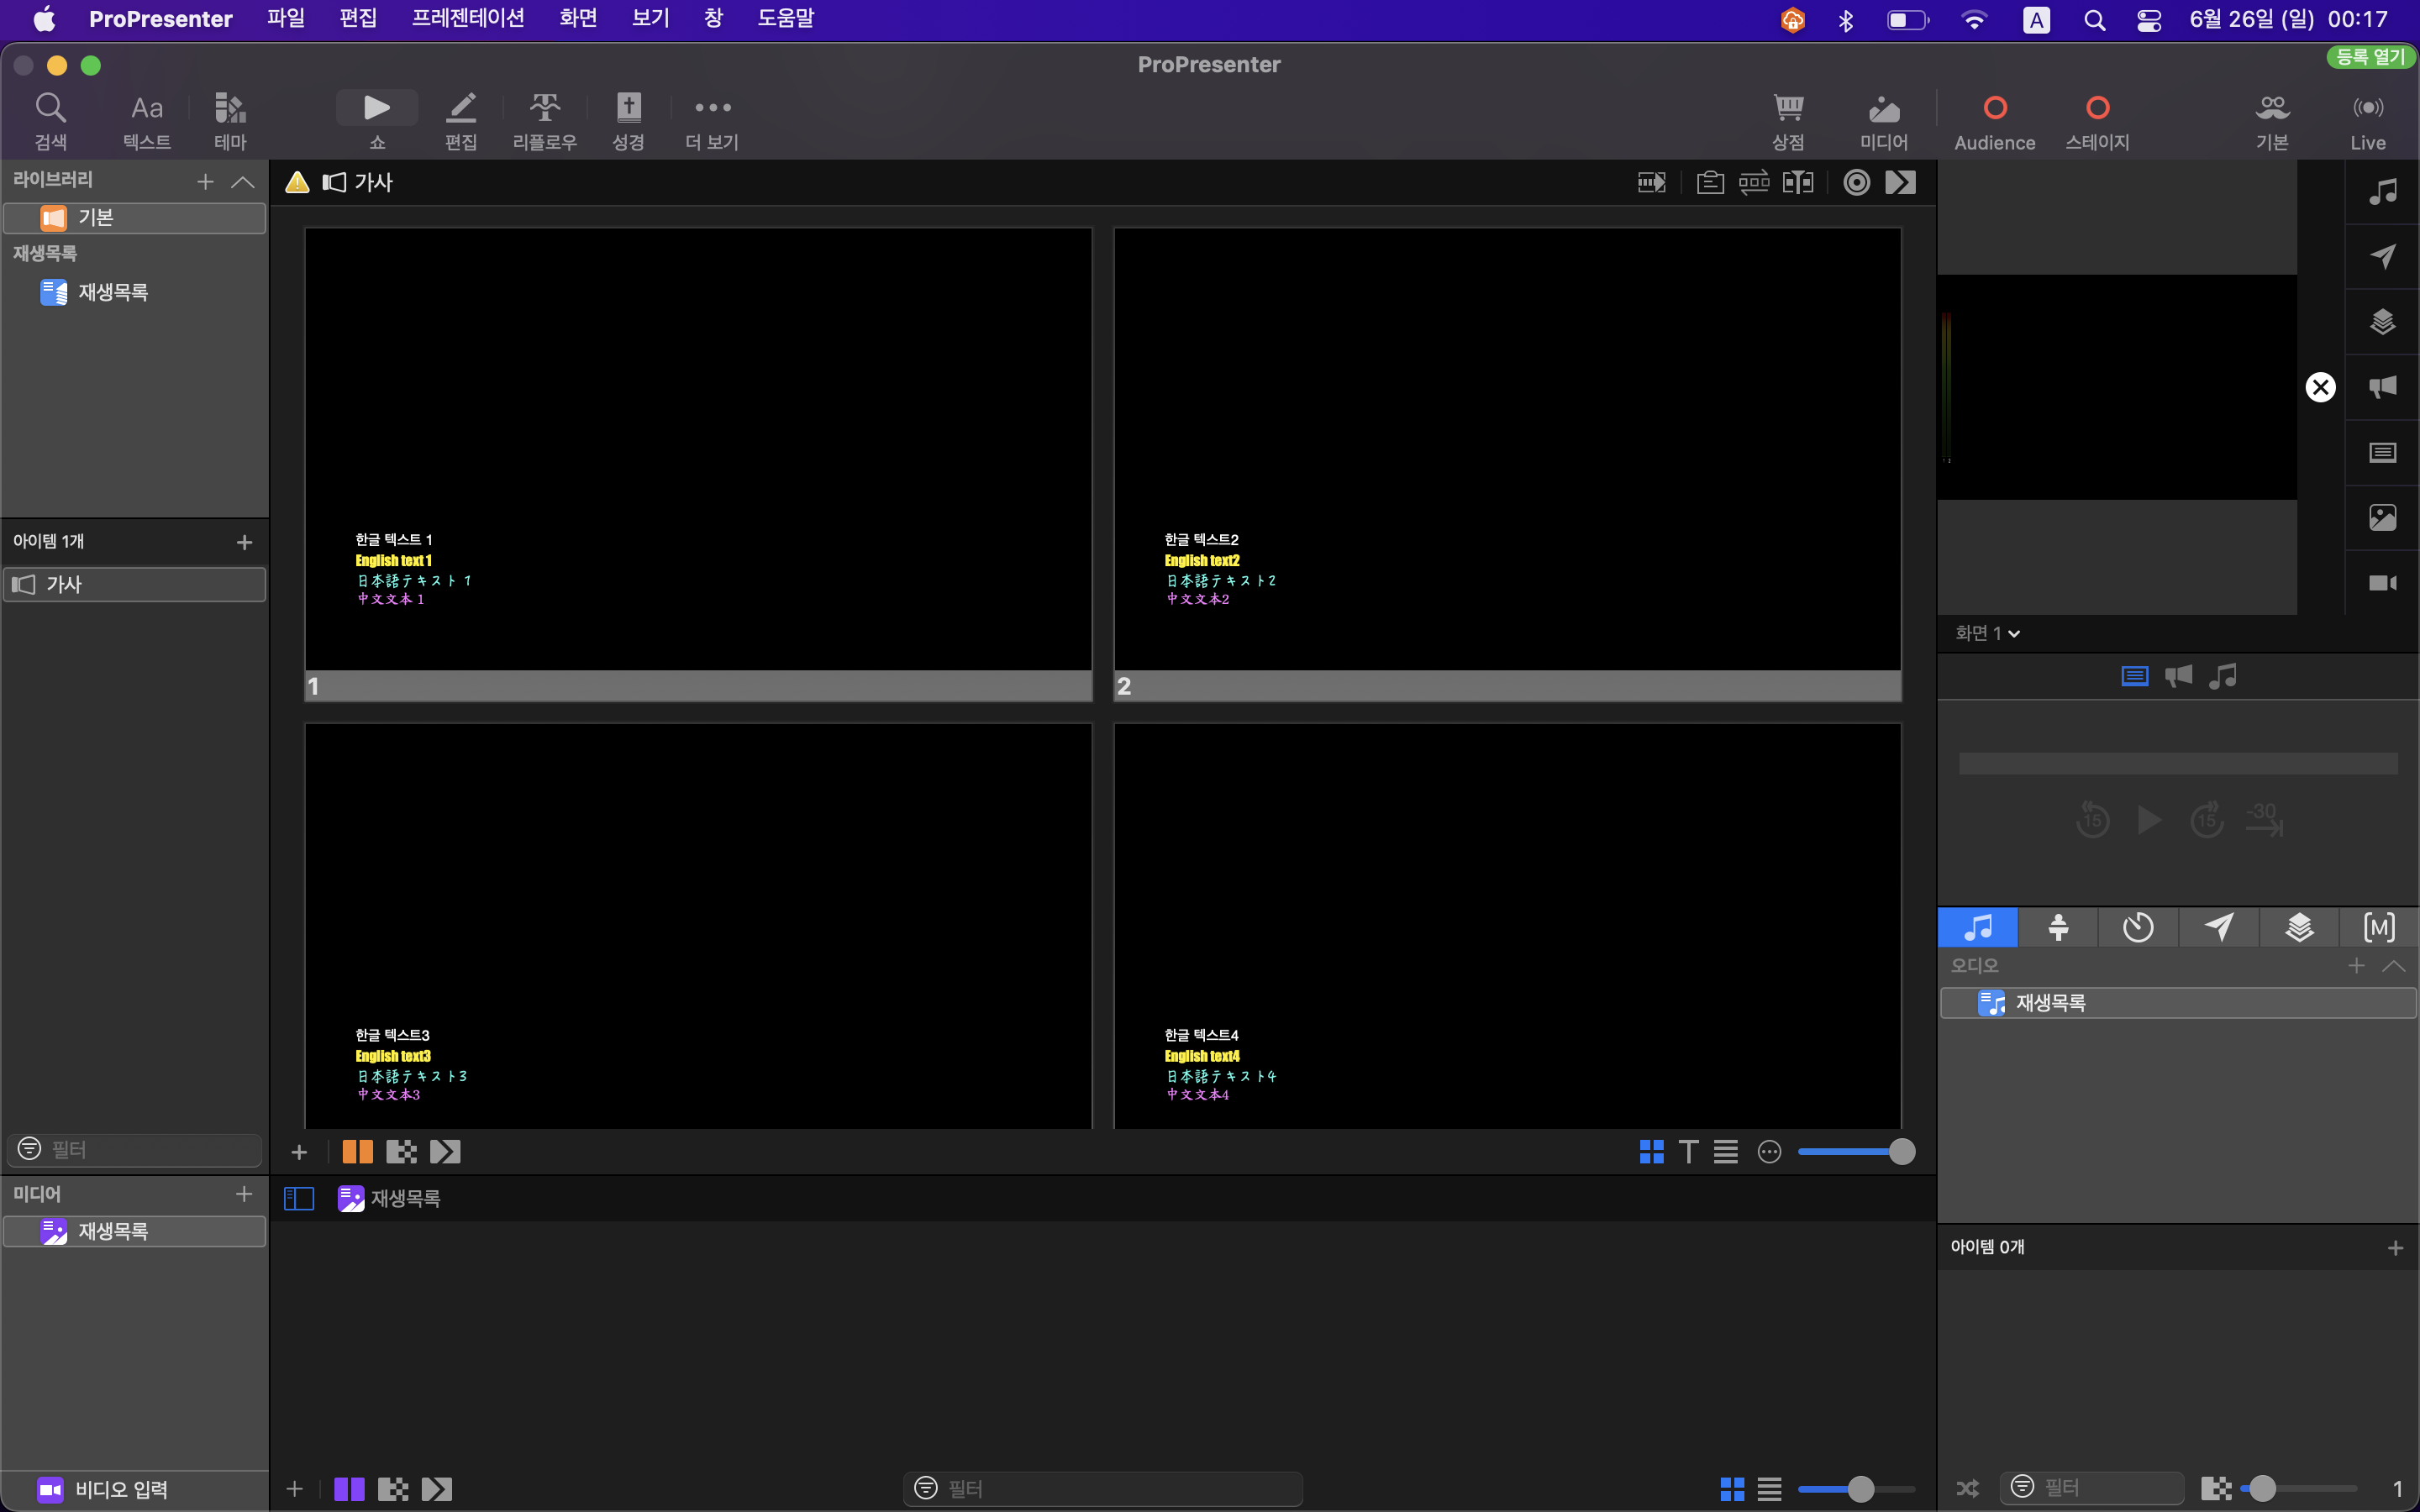 ProPresenter 파일 편집 프레젠테이션 화면 보기 창 도움말 A 6월 26일 (일) 00:17
ProPresenter 등록 열기
Aa
검색 텍스트 테마 쇼 편집 리플로우 성경 더 보기 상점 미디어 Audience 스테이지 기본 Live
라이브러리
가사
기본
재생목록
재생목록
아이템 1개
가사
한글 텍스트 1
English text 1
日本語テキスト 1
中文文本 1
1
한글 텍스트2
English text2
日本語テキスト2
中文文本2
2
한글 텍스트3
English text3
日本語テキスト3
中文文本3
한글 텍스트4
English text4
日本語テキスト4
中文文本4
화면 1
15 15 -30
[M]
오디오
재생목록
필터
미디어
재생목록
재생목록
아이템 0개
비디오 입력
필터
필터
1